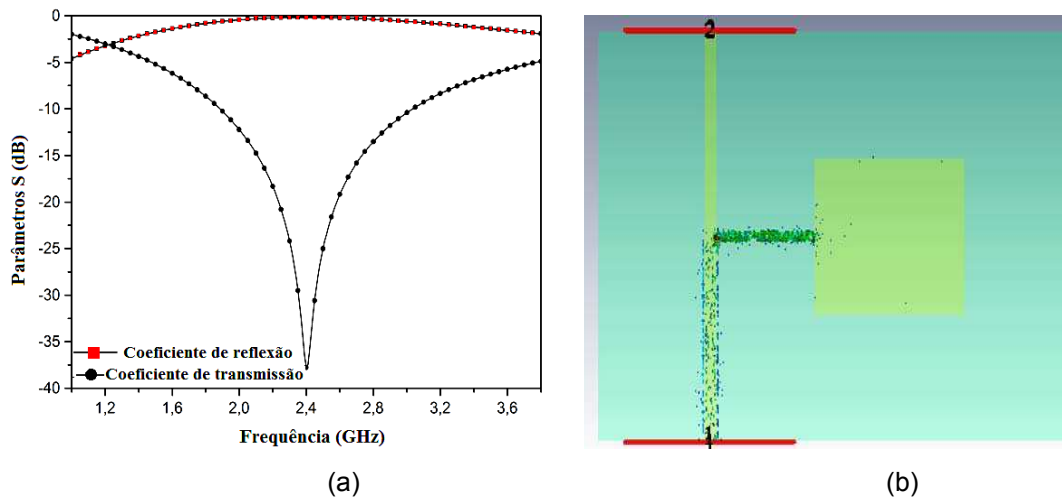 0
-5
-10
-15
-20
-25
-30
-35
-40
Parâmetros S (dB)
Coeficiente de reflexão
Coeficiente de transmissão
1,2 1,6 2,0 2,4 2,8 3,2 3,6
Frequência (GHz)
2
1
(a) (b)